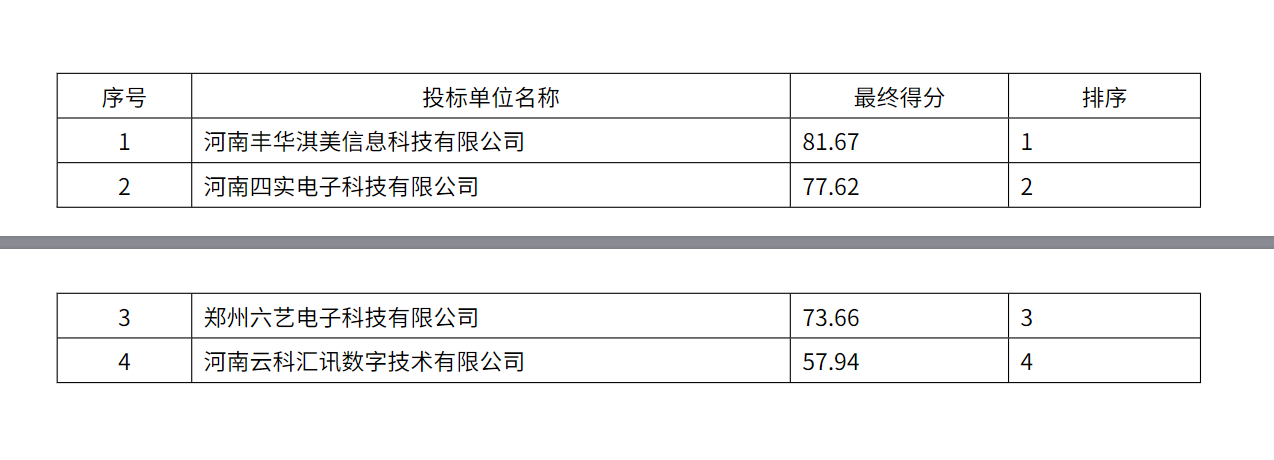 序号 投标单位名称 最终得分 排序
1 河南丰华淇美信息科技有限公司 81.67 1
2 河南四实电子科技有限公司 77.62 2
3 郑州六艺电子科技有限公司 73.66 3
4 河南云科汇讯数字技术有限公司 57.94 4